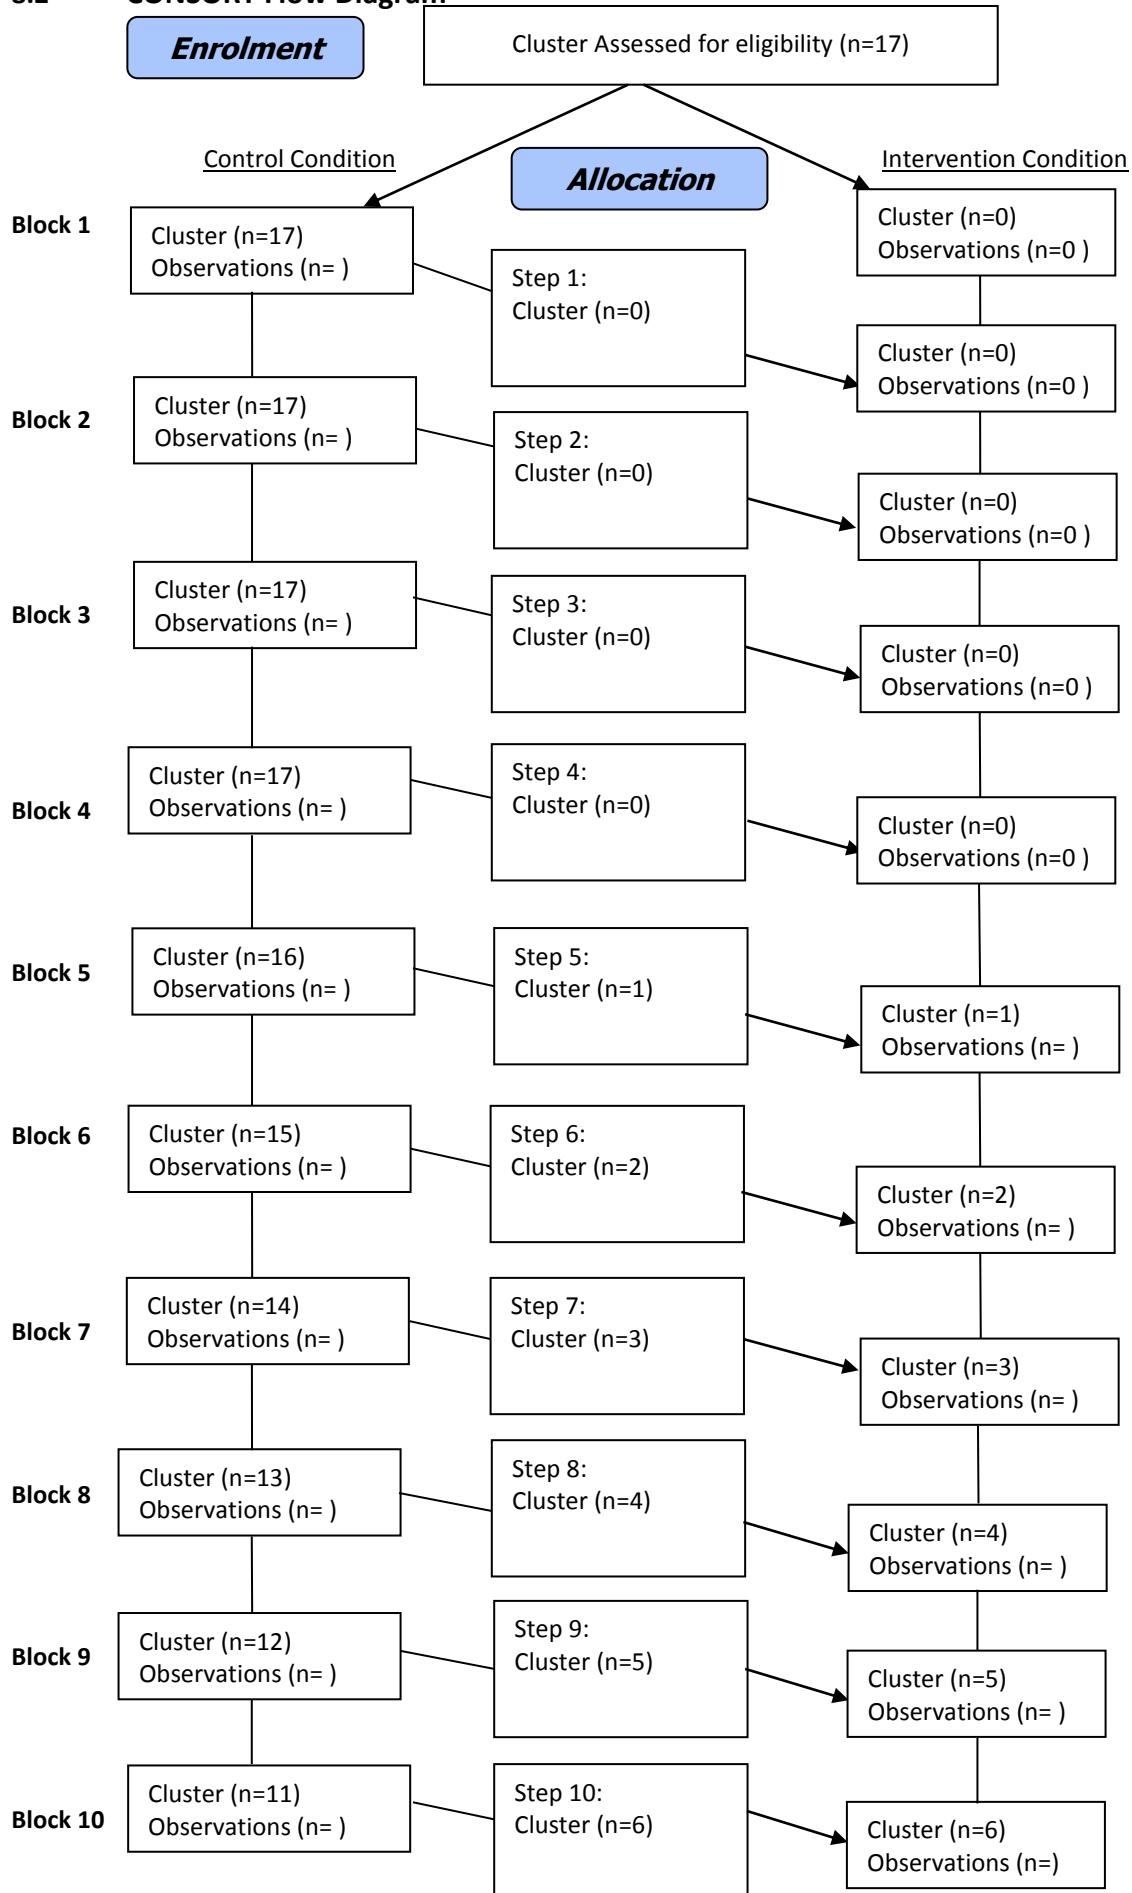 CONSORT Flow Diagram
Enrolment
Cluster Assessed for eligibility (n=17)
Control Condition
Allocation
Intervention Condition
Block 1
Cluster (n=17)
Observations (n= )
Cluster (n=0)
Observations (n=0 )
Step 1:
Cluster (n=0)
Cluster (n=0)
Observations (n=0 )
Block 2
Cluster (n=17)
Observations (n= )
Step 2:
Cluster (n=0)
Cluster (n=0)
Observations (n=0 )
Block 3
Cluster (n=17)
Observations (n= )
Step 3:
Cluster (n=0)
Cluster (n=0)
Observations (n=0 )
Block 4
Cluster (n=17)
Observations (n= )
Step 4:
Cluster (n=0)
Cluster (n=0)
Observations (n=0 )
Block 5
Cluster (n=16)
Observations (n= )
Step 5:
Cluster (n=1)
Cluster (n=1)
Observations (n= )
Block 6
Cluster (n=15)
Observations (n= )
Step 6:
Cluster (n=2)
Cluster (n=2)
Observations (n= )
Block 7
Cluster (n=14)
Observations (n= )
Step 7:
Cluster (n=3)
Cluster (n=3)
Observations (n= )
Block 8
Cluster (n=13)
Observations (n= )
Step 8:
Cluster (n=4)
Cluster (n=4)
Observations (n= )
Block 9
Cluster (n=12)
Observations (n= )
Step 9:
Cluster (n=5)
Cluster (n=5)
Observations (n= )
Block 10
Cluster (n=11)
Observations (n= )
Step 10:
Cluster (n=6)
Cluster (n=6)
Observations (n=)